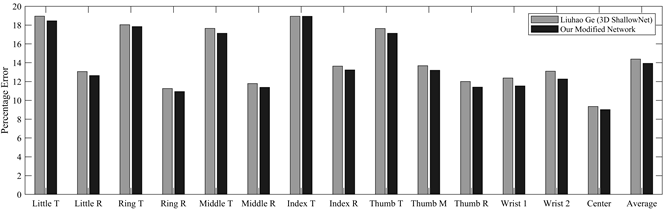 20
18
16
14
12
10
8
6
4
2
0
Percentage Error
Liuhao Ge (3D ShallowNet)
Our Modified Network
Little T Little R Ring T Ring R Middle T Middle R Index T Index R Thumb T Thumb M Thumb R Wrist 1 Wrist 2 Center Average